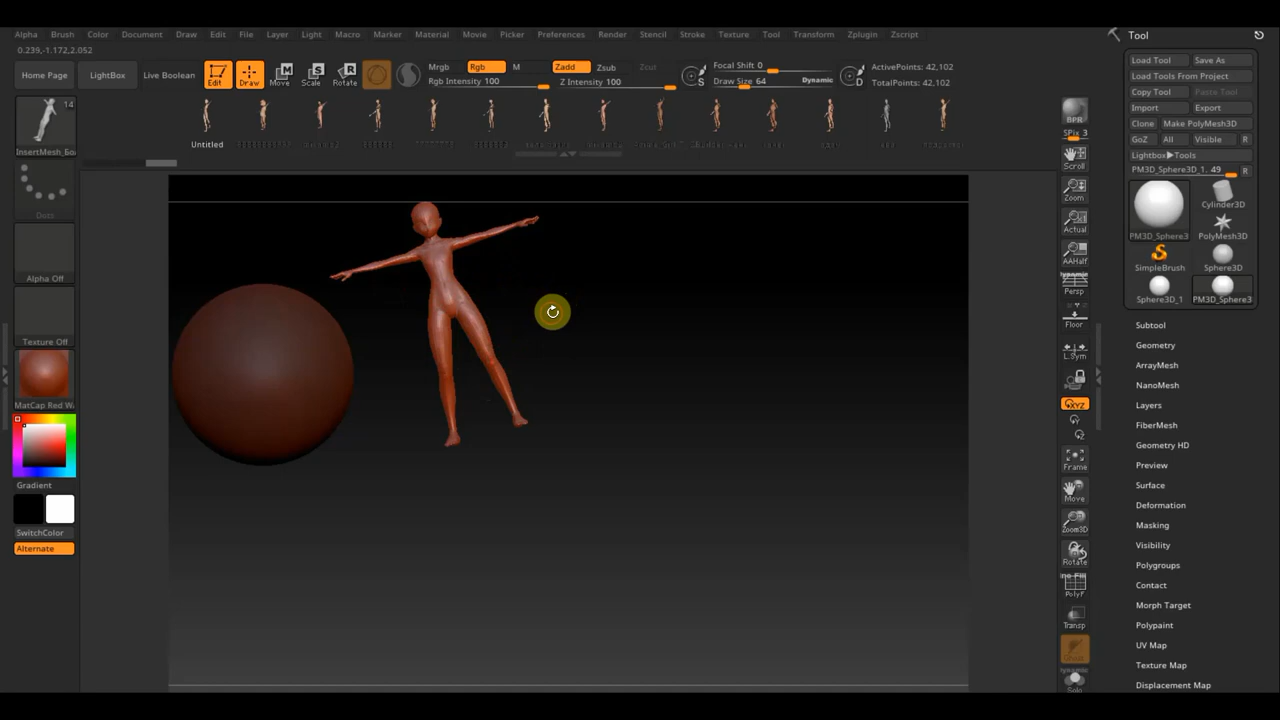 Alpha Brush Color Document Draw Edit File Layer Light Macro Marker Material Movie Picker Preferences Render Stencil Stroke Texture Tool Transform Zplugin Zscript
0.239,-1.172,2.052
Home Page LightBox Live Boolean Edit Draw Move Scale Rotate
Mrgb Rgb M Zadd Zsub Zcut
Rgb Intensity 100 Z Intensity 100
Focal Shift 0
Draw Size 64 Dynamic
ActivePoints: 42,102
TotalPoints: 42,102
14
Untitled
Dots
Alpha Off
Texture Off
MatCap Red W
Gradient
SwitchColor
Alternate
BPR
SPix 3
Scroll
Zoom
Actual
AAHalf
Dynamic
Persp
Floor
L.Sym
XYZ
Frame
Move
Zoom3D
Rotate
PolyF
Transp
Solo
Tool
Load Tool Save As
Load Tools From Project
Copy Tool Paste Tool
Import Export
Clone Make PolyMesh3D
GoZ All Visible R
Lightbox▶Tools
PM3D_Sphere3D_1. 49 R
PM3D_Sphere3 Cylinder3D
PolyMesh3D
SimpleBrush Sphere3D
Sphere3D_1 PM3D_Sphere3
Subtool
Geometry
ArrayMesh
NanoMesh
Layers
FiberMesh
Geometry HD
Preview
Surface
Deformation
Masking
Visibility
Polygroups
Contact
Morph Target
Polypaint
UV Map
Texture Map
Displacement Map